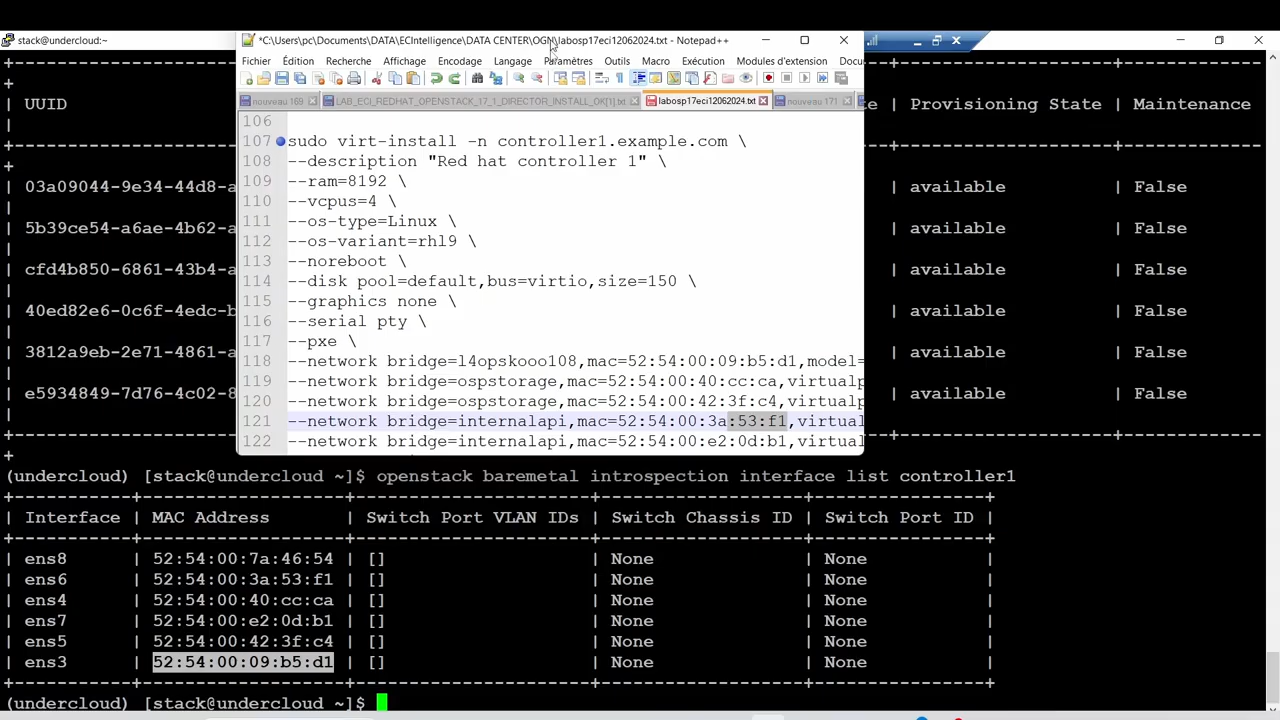 stack@undercloud:~
*C:\Users\pc\Documents\DATA\ECIntelligence\DATA CENTER\OGN\labosp17eci12062024.txt - Notepad++
Fichier Édition Recherche Affichage Encodage Langage Paramètres Outils Macro Exécution Modules d'extension Docu
nouveau 169 LAB_ECI_REDHAT_OPENSTACK_17_1_DIRECTOR_INSTALL_OK[1].txt labosp17eci12062024.txt nouveau 171
| UUID | Provisioning State | Maintenance
106
107 sudo virt-install -n controller1.example.com \
108 --description "Red hat controller 1" \
109 --ram=8192 \
110 --vcpus=4 \
111 --os-type=Linux \
112 --os-variant=rhl9 \
113 --noreboot \
114 --disk pool=default,bus=virtio,size=150 \
115 --graphics none \
116 --serial pty \
117 --pxe \
118 --network bridge=l4opskooo108,mac=52:54:00:09:b5:d1,model=
119 --network bridge=ospstorage,mac=52:54:00:40:cc:ca,virtualp
120 --network bridge=ospstorage,mac=52:54:00:42:3f:c4,virtualp
121 --network bridge=internalapi,mac=52:54:00:3a:53:f1,virtual
122 --network bridge=internalapi,mac=52:54:00:e2:0d:b1,virtual
| 03a09044-9e34-44d8-a | available | False
| 5b39ce54-a6ae-4b62-a | available | False
| cfd4b850-6861-43b4-a | available | False
| 40ed82e6-0c6f-4edc-b | available | False
| 3812a9eb-2e71-4861-a | available | False
| e5934849-7d76-4c02-8 | available | False
(undercloud) [stack@undercloud ~]$ openstack baremetal introspection interface list controller1
| Interface | MAC Address | Switch Port VLAN IDs | Switch Chassis ID | Switch Port ID |
| ens8 | 52:54:00:7a:46:54 | [] | None | None |
| ens6 | 52:54:00:3a:53:f1 | [] | None | None |
| ens4 | 52:54:00:40:cc:ca | [] | None | None |
| ens7 | 52:54:00:e2:0d:b1 | [] | None | None |
| ens5 | 52:54:00:42:3f:c4 | [] | None | None |
| ens3 | 52:54:00:09:b5:d1 | [] | None | None |
(undercloud) [stack@undercloud ~]$